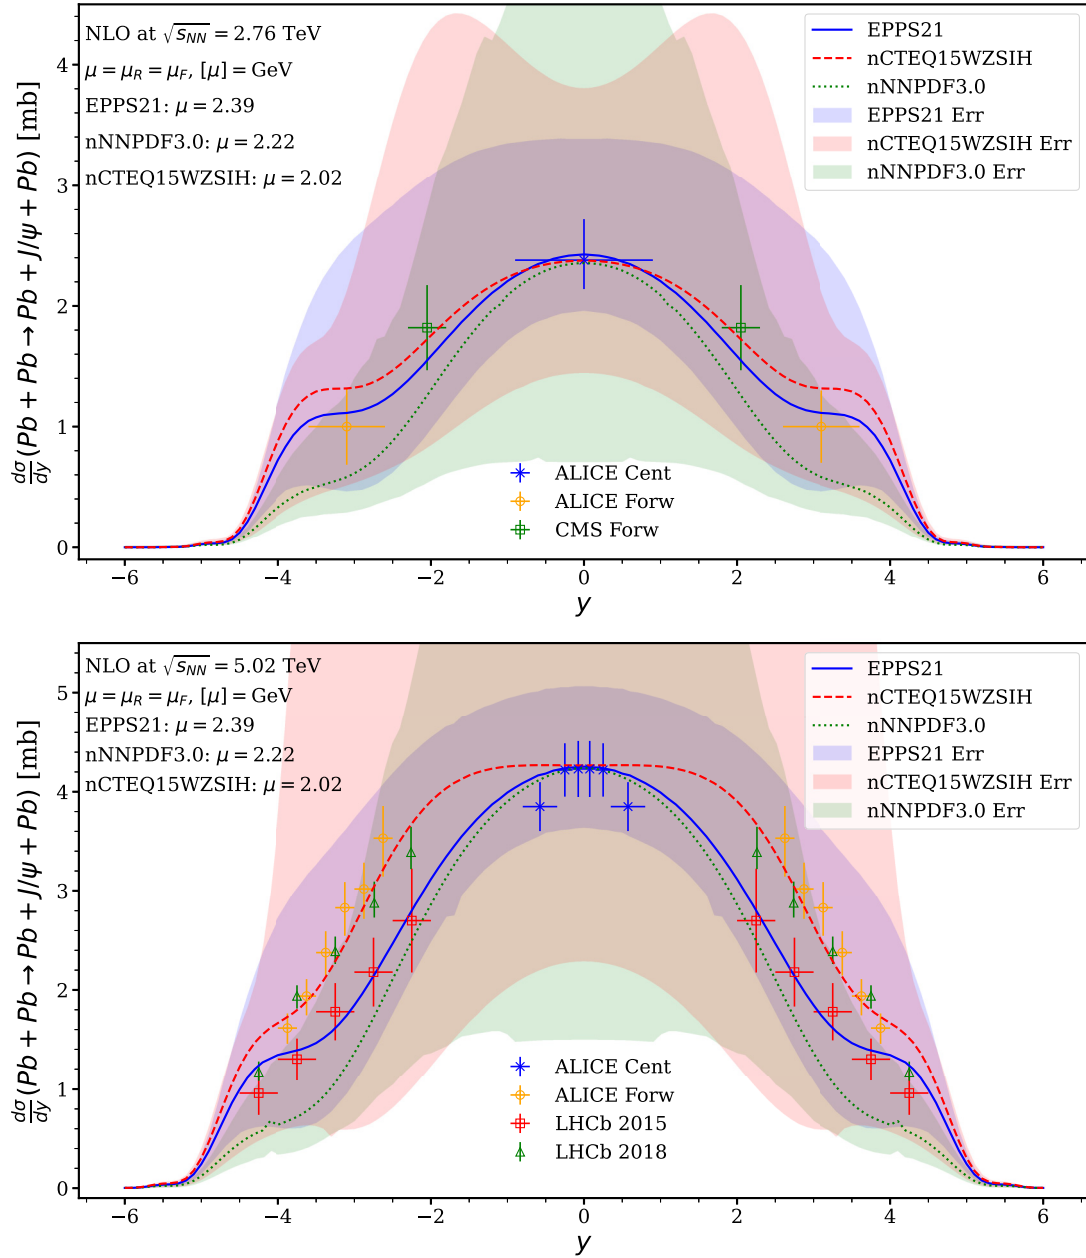 NLO at √s_NN = 2.76 TeV
μ = μ_R = μ_F, [μ] = GeV
EPPS21: μ = 2.39
nNNPDF3.0: μ = 2.22
nCTEQ15WZSIH: μ = 2.02
EPPS21
nCTEQ15WZSIH
nNNPDF3.0
EPPS21 Err
nCTEQ15WZSIH Err
nNNPDF3.0 Err
dσ/dy (Pb + Pb → Pb + J/ψ + Pb) [mb]
4
3
2
1
0
ALICE Cent
ALICE Forw
CMS Forw
−6 −4 −2 0 2 4 6
y
NLO at √s_NN = 5.02 TeV
μ = μ_R = μ_F, [μ] = GeV
EPPS21: μ = 2.39
nNNPDF3.0: μ = 2.22
nCTEQ15WZSIH: μ = 2.02
EPPS21
nCTEQ15WZSIH
nNNPDF3.0
EPPS21 Err
nCTEQ15WZSIH Err
nNNPDF3.0 Err
dσ/dy (Pb + Pb → Pb + J/ψ + Pb) [mb]
5
4
3
2
1
0
ALICE Cent
ALICE Forw
LHCb 2015
LHCb 2018
−6 −4 −2 0 2 4 6
y